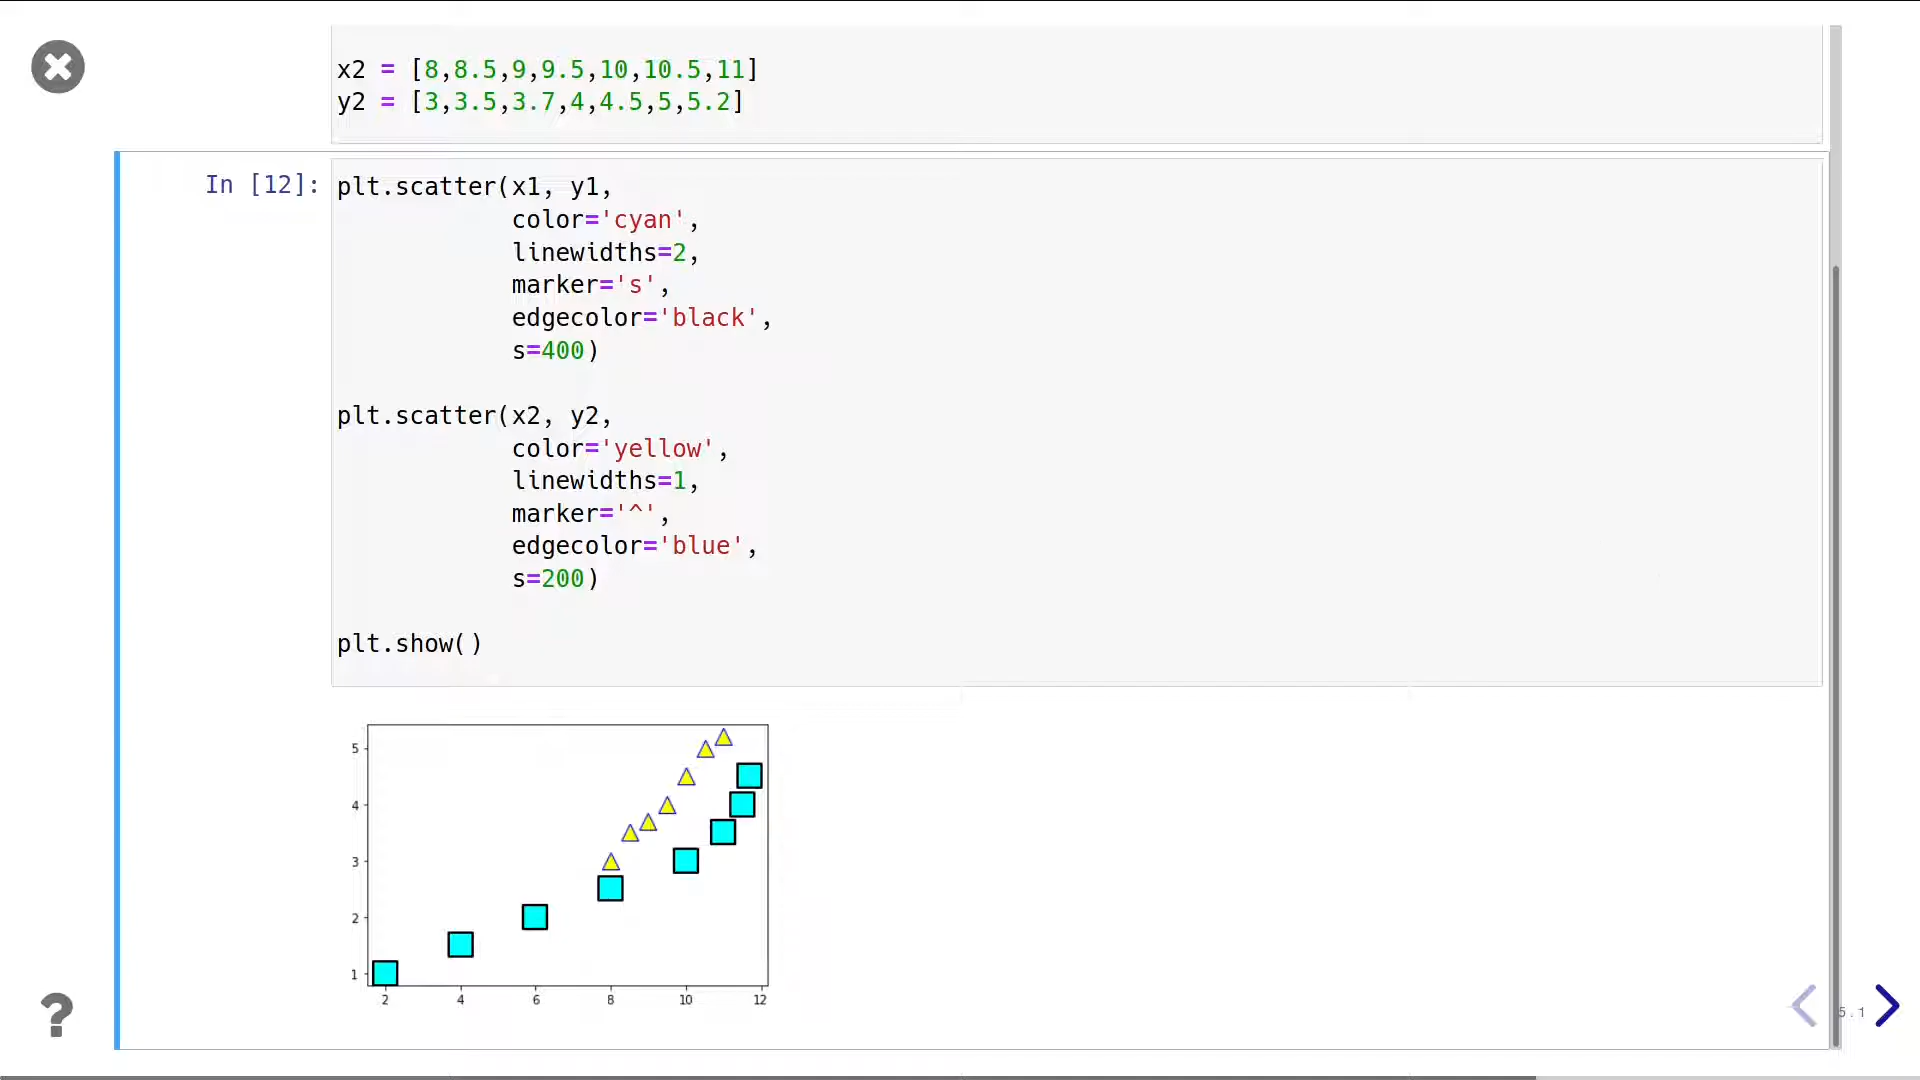 x2 = [8,8.5,9,9.5,10,10.5,11]
y2 = [3,3.5,3.7,4,4.5,5,5.2]
In [12]:
plt.scatter(x1, y1,
color='cyan',
linewidths=2,
marker='s',
edgecolor='black',
s=400)
plt.scatter(x2, y2,
color='yellow',
linewidths=1,
marker='^',
edgecolor='blue',
s=200)
plt.show()
5
4
3
2
1
2 4 6 8 10 12
?
5.1